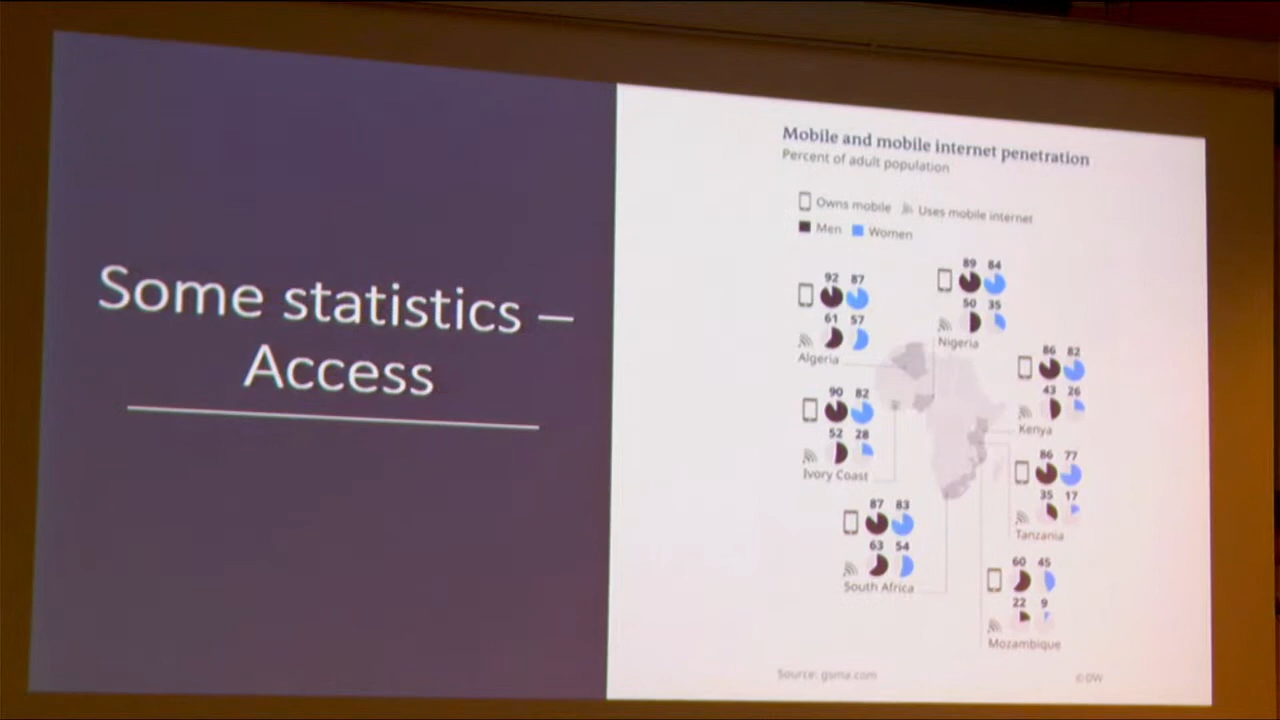 Some statistics –
Access
Mobile and mobile internet penetration
Percent of adult population
Owns mobile Uses mobile internet
Men Women
92 87
61 57
Algeria
89 84
50 35
Nigeria
86 82
43 26
Kenya
90 82
52 28
Ivory Coast
86 77
35 17
Tanzania
87 83
63 54
South Africa
60 45
22 9
Mozambique
Source: gsma.com
© DW